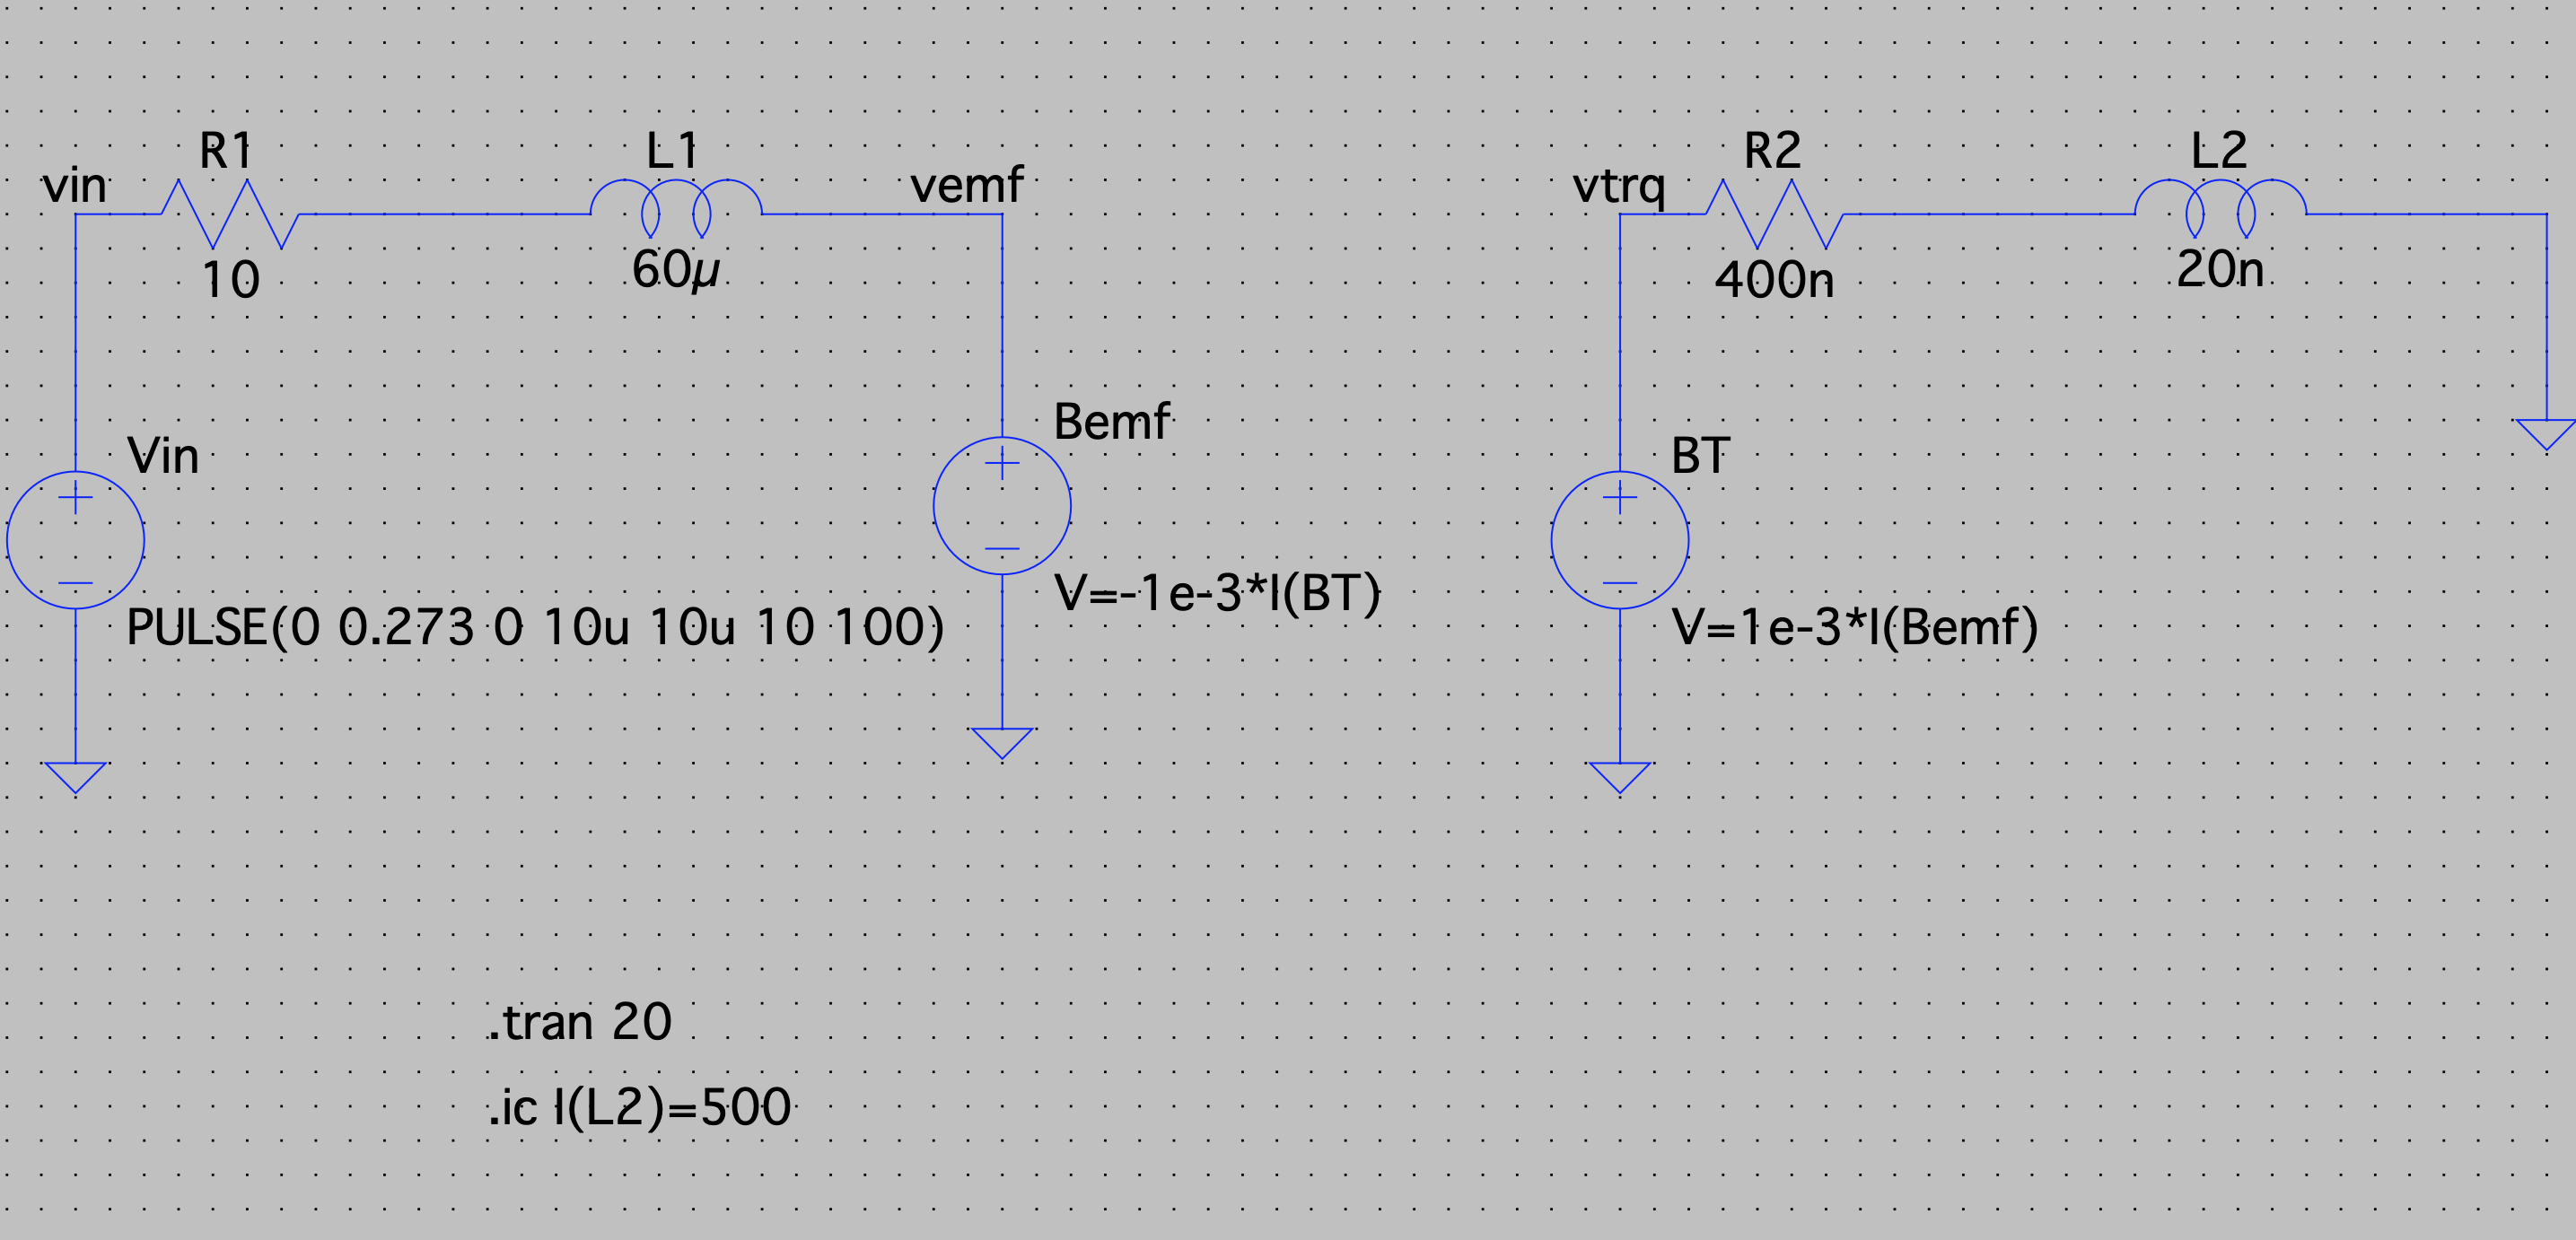 R1
L1
R2
L2
vin
vemf
vtrq
10
60µ
400n
20n
Vin
Bemf
BT
PULSE(0 0.273 0 10u 10u 10 100)
V=-1e-3*I(BT)
V=1e-3*I(Bemf)
.tran 20
.ic I(L2)=500